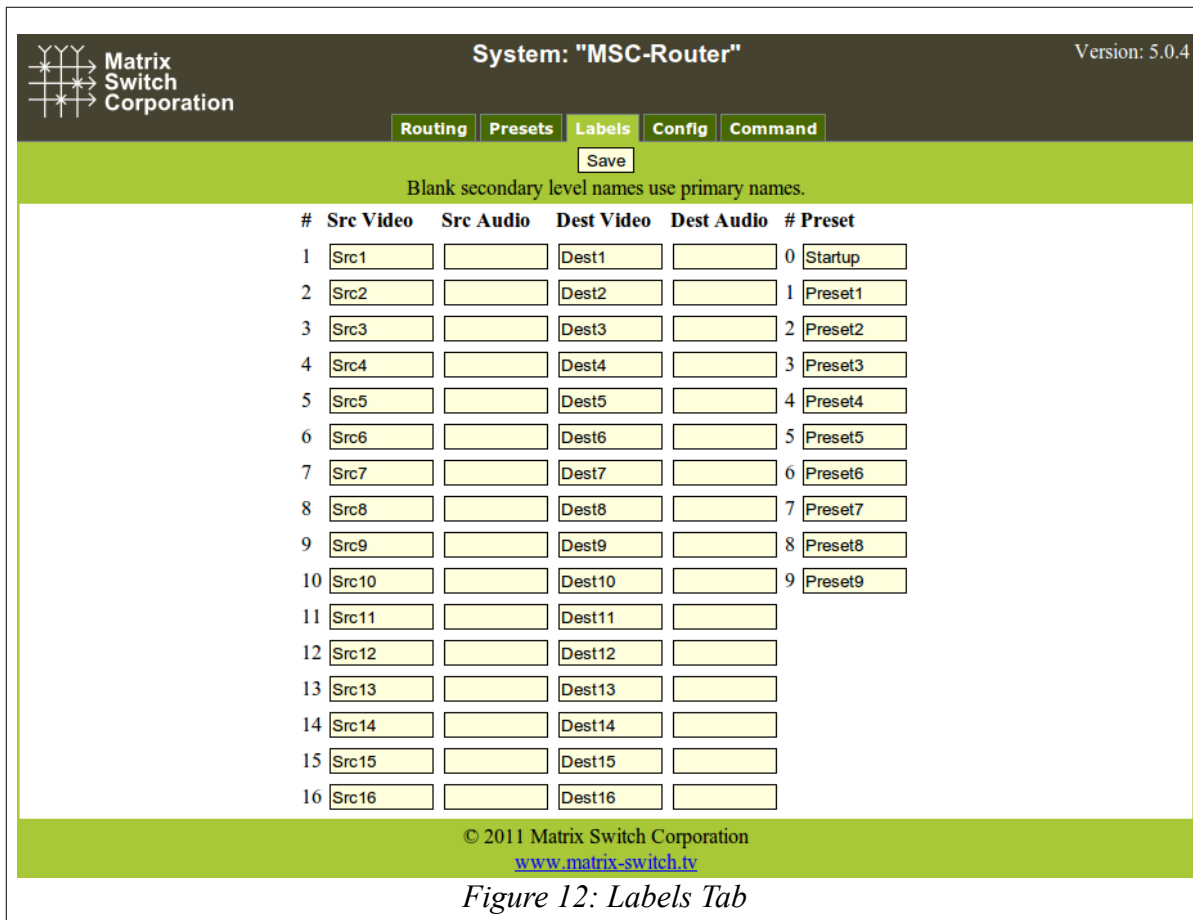 Matrix
Switch
Corporation
System: "MSC-Router"
Version: 5.0.4
Routing Presets Labels Config Command
Save
Blank secondary level names use primary names.
# Src Video Src Audio Dest Video Dest Audio # Preset
1 Src1 Dest1 0 Startup
2 Src2 Dest2 1 Preset1
3 Src3 Dest3 2 Preset2
4 Src4 Dest4 3 Preset3
5 Src5 Dest5 4 Preset4
6 Src6 Dest6 5 Preset5
7 Src7 Dest7 6 Preset6
8 Src8 Dest8 7 Preset7
9 Src9 Dest9 8 Preset8
10 Src10 Dest10 9 Preset9
11 Src11 Dest11
12 Src12 Dest12
13 Src13 Dest13
14 Src14 Dest14
15 Src15 Dest15
16 Src16 Dest16
© 2011 Matrix Switch Corporation
www.matrix-switch.tv
Figure 12: Labels Tab